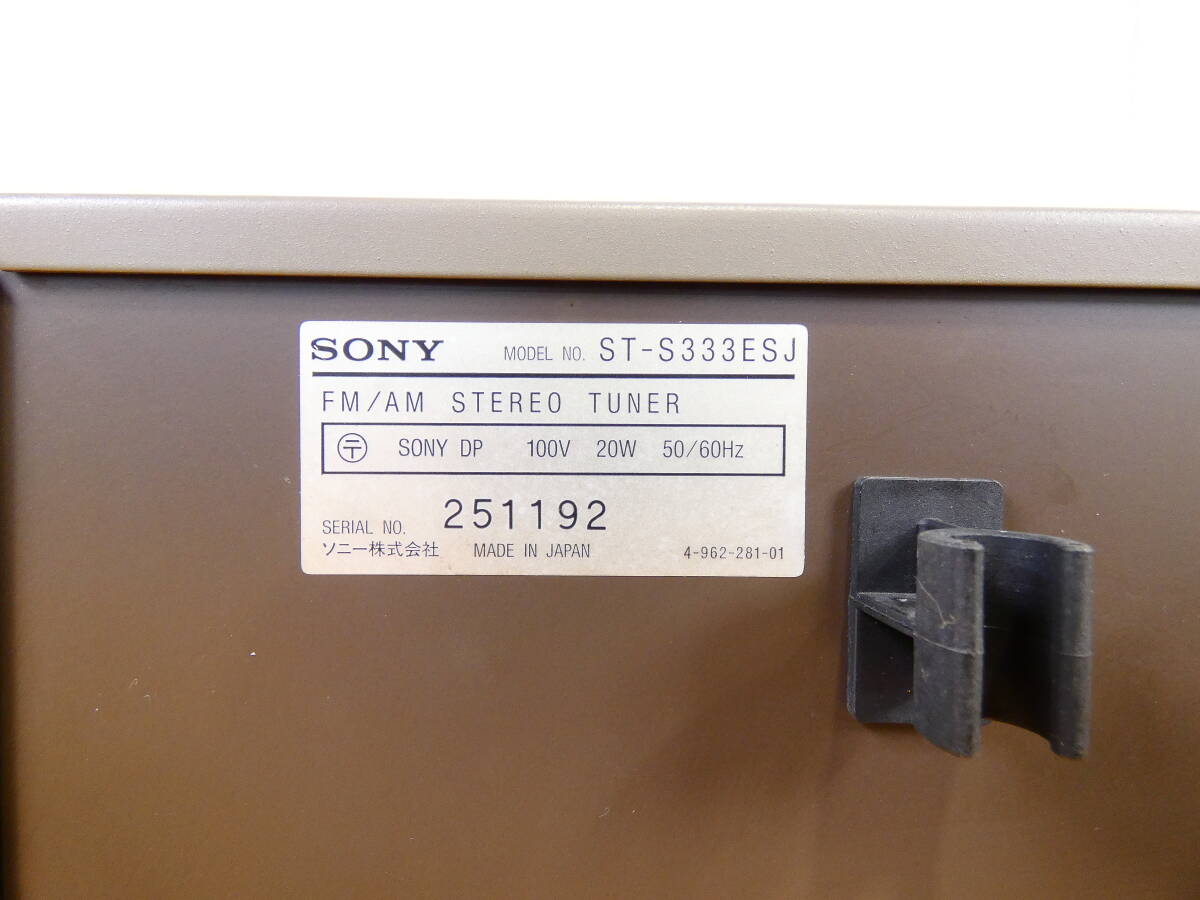 SONY MODEL NO. ST-S333ESJ
FM/AM STEREO TUNER
〒 SONY DP 100V 20W 50/60Hz
SERIAL NO. 251192
ソニー株式会社 MADE IN JAPAN 4-962-281-01